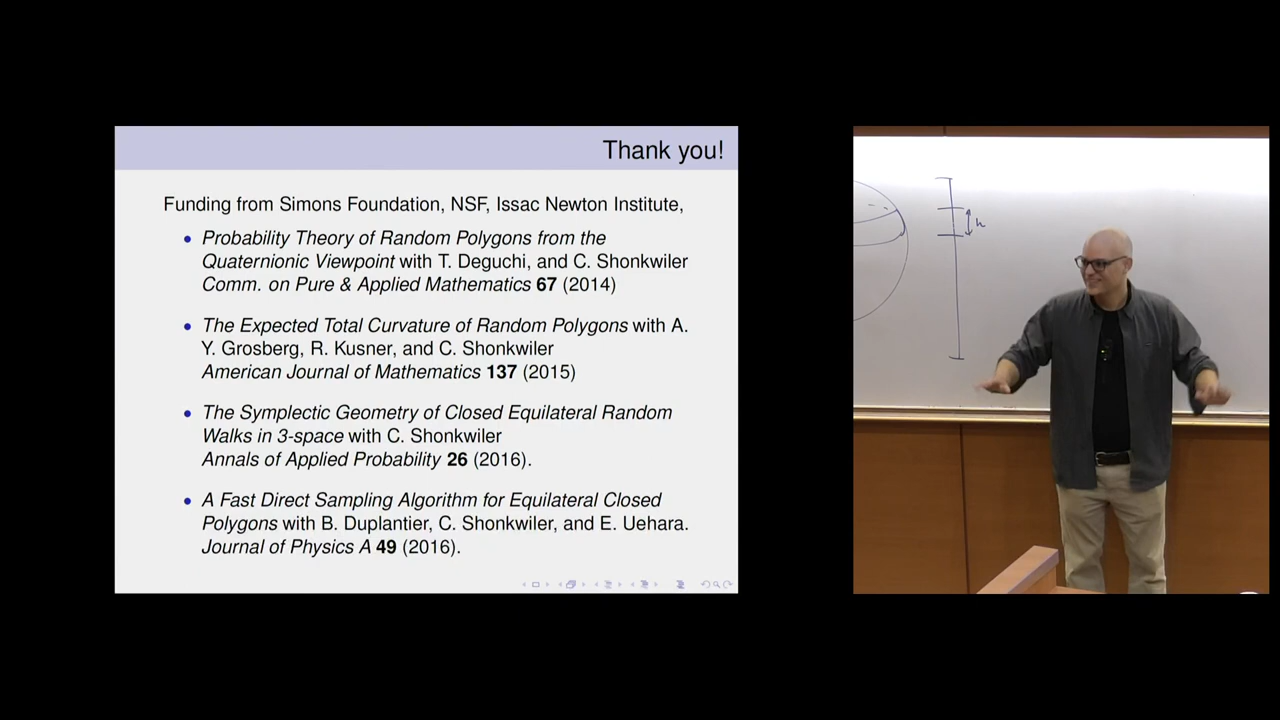 Thank you!
Funding from Simons Foundation, NSF, Issac Newton Institute,
• Probability Theory of Random Polygons from the
Quaternionic Viewpoint with T. Deguchi, and C. Shonkwiler
Comm. on Pure & Applied Mathematics 67 (2014)
• The Expected Total Curvature of Random Polygons with A.
Y. Grosberg, R. Kusner, and C. Shonkwiler
American Journal of Mathematics 137 (2015)
• The Symplectic Geometry of Closed Equilateral Random
Walks in 3-space with C. Shonkwiler
Annals of Applied Probability 26 (2016).
• A Fast Direct Sampling Algorithm for Equilateral Closed
Polygons with B. Duplantier, C. Shonkwiler, and E. Uehara.
Journal of Physics A 49 (2016).
h